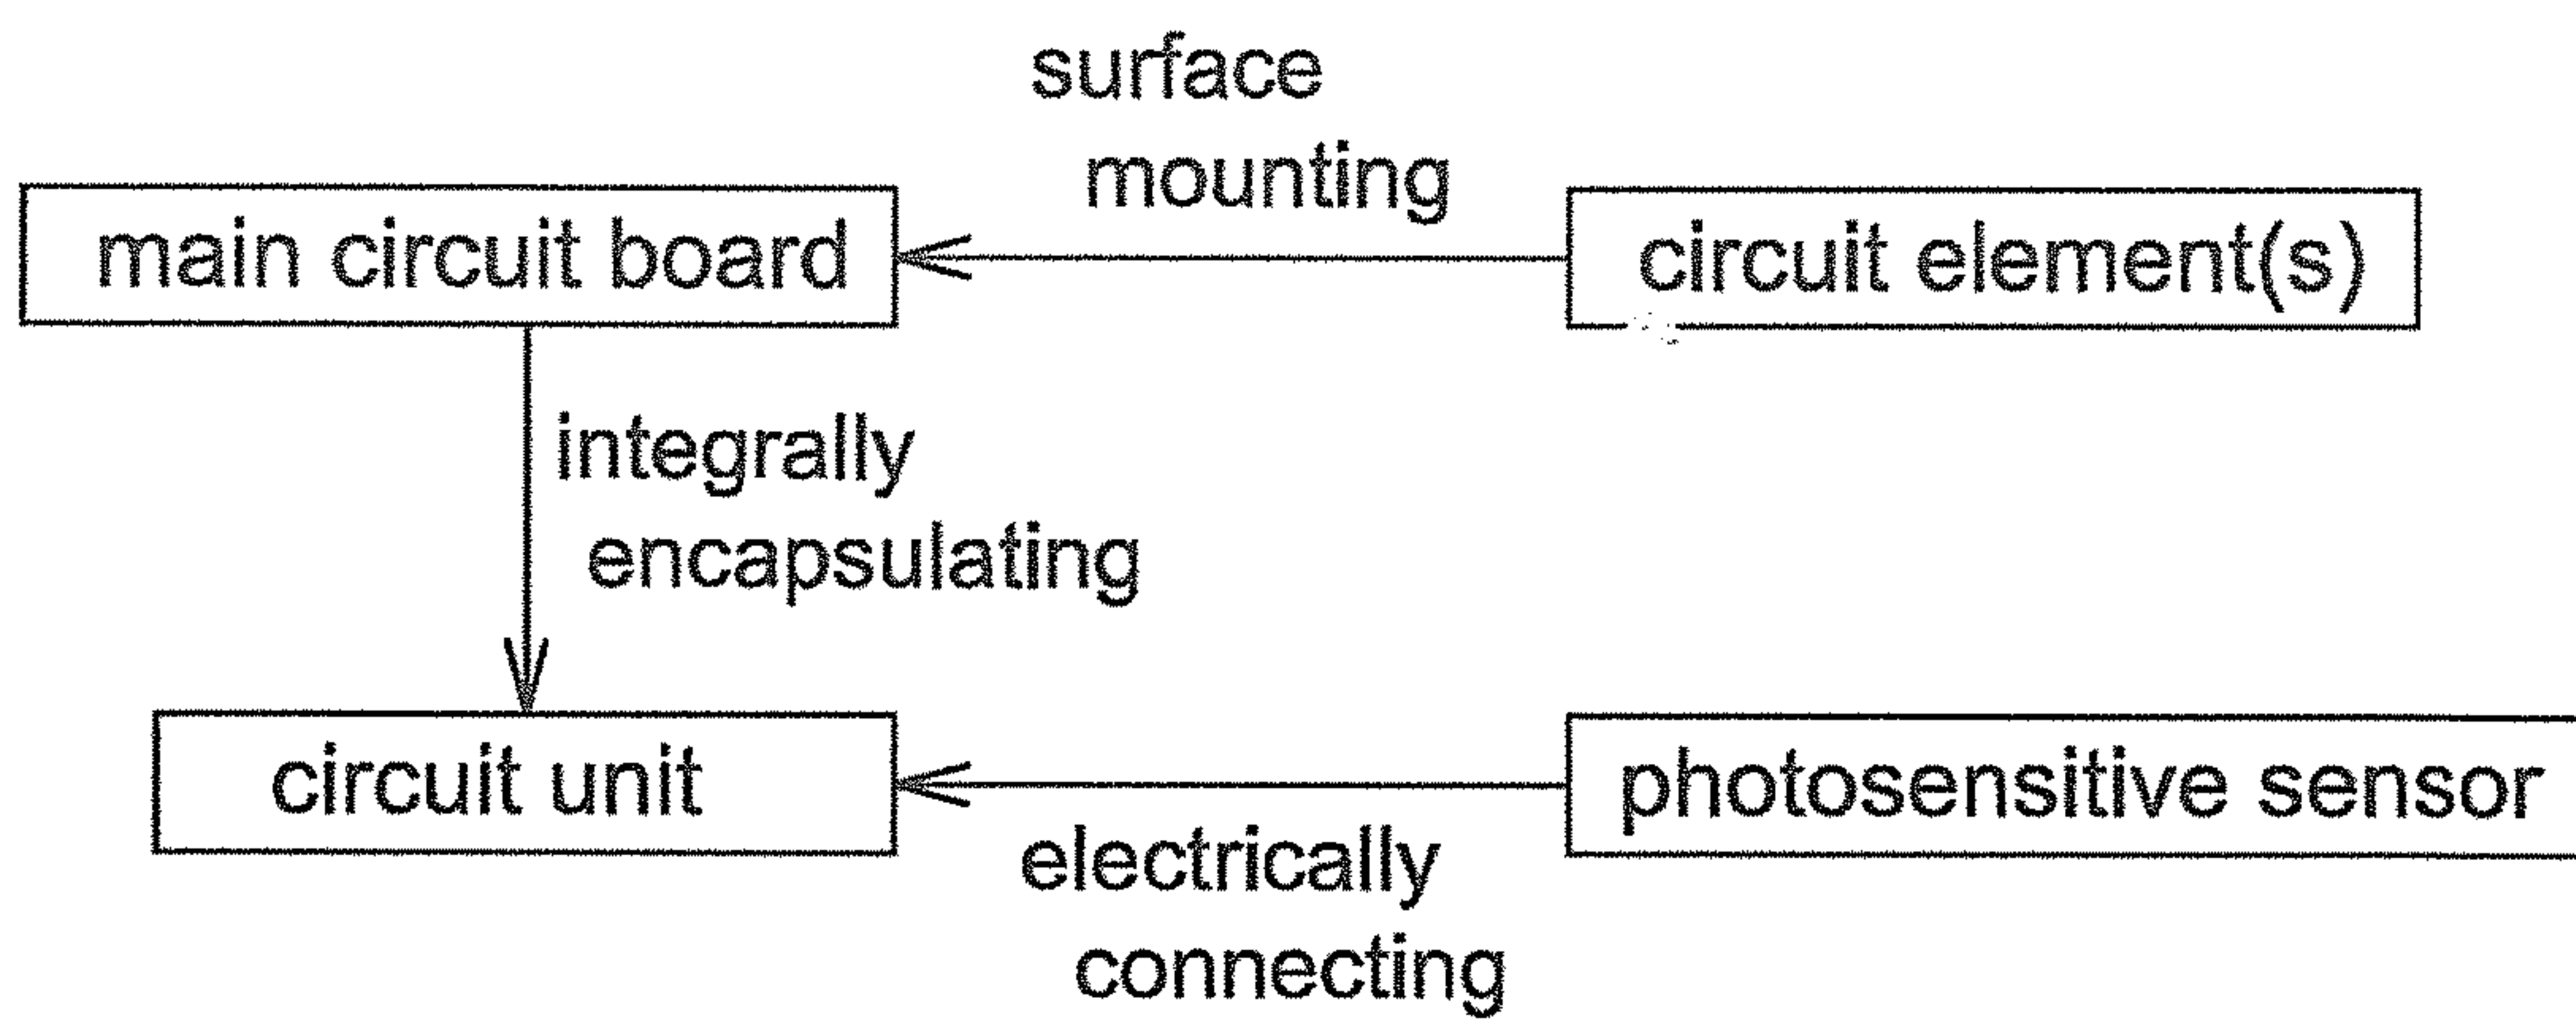 surface
mounting
main circuit board
circuit element(s)
integrally
encapsulating
circuit unit
photosensitive sensor
electrically
connecting